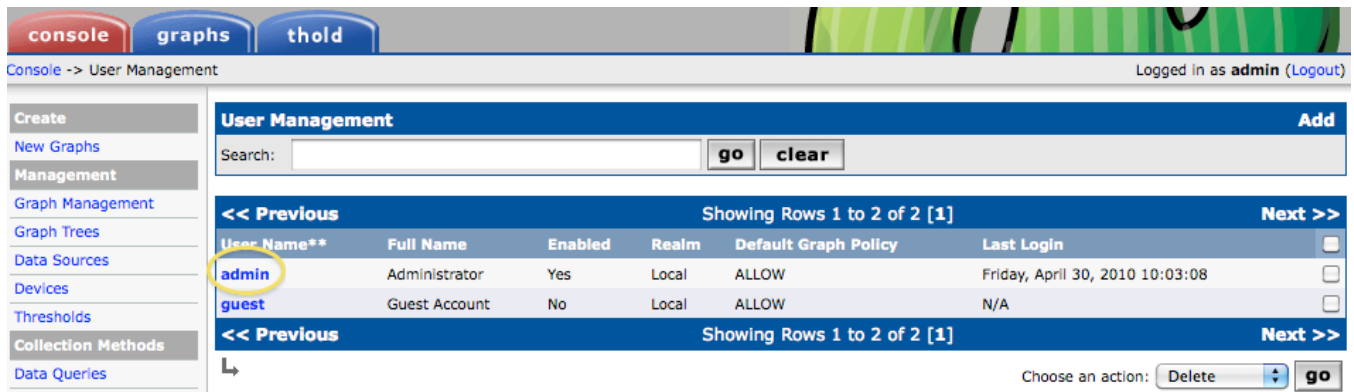 console graphs thold
Console -> User Management Logged in as admin (Logout)
Create
New Graphs
Management
Graph Management
Graph Trees
Data Sources
Devices
Thresholds
Collection Methods
Data Queries
User Management Add
Search: go clear
<< Previous Showing Rows 1 to 2 of 2 [1] Next >>
User Name** Full Name Enabled Realm Default Graph Policy Last Login
admin Administrator Yes Local ALLOW Friday, April 30, 2010 10:03:08
guest Guest Account No Local ALLOW N/A
<< Previous Showing Rows 1 to 2 of 2 [1] Next >>
Choose an action: Delete go